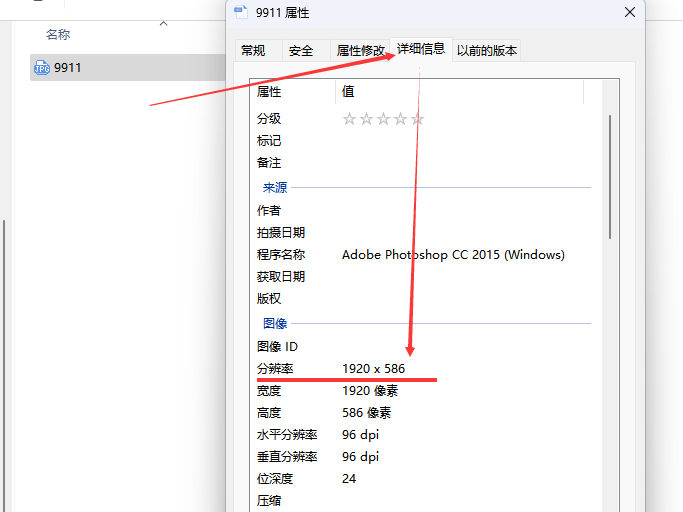 9911 属性
名称
JPG 9911
常规 安全 属性修改 详细信息 以前的版本
属性 值
分级
标记
备注
来源
作者
拍摄日期
程序名称 Adobe Photoshop CC 2015 (Windows)
获取日期
版权
图像
图像 ID
分辨率 1920 x 586
宽度 1920 像素
高度 586 像素
水平分辨率 96 dpi
垂直分辨率 96 dpi
位深度 24
压缩